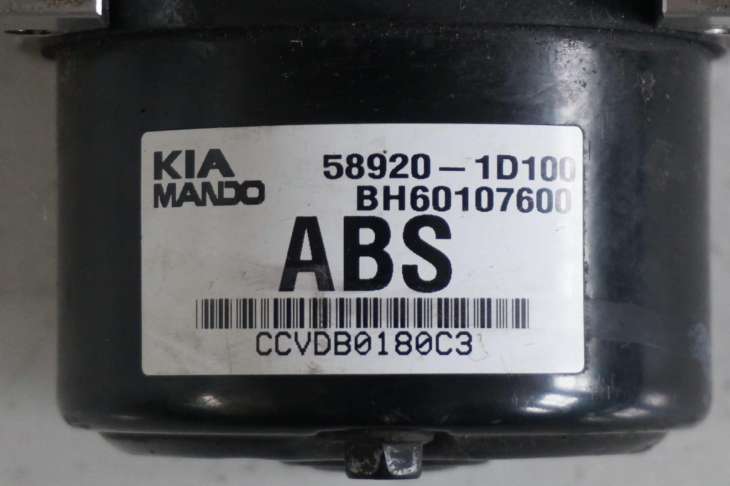 KIA 58920-1D100
MANDO BH60107600
ABS
CCVDB0180C3